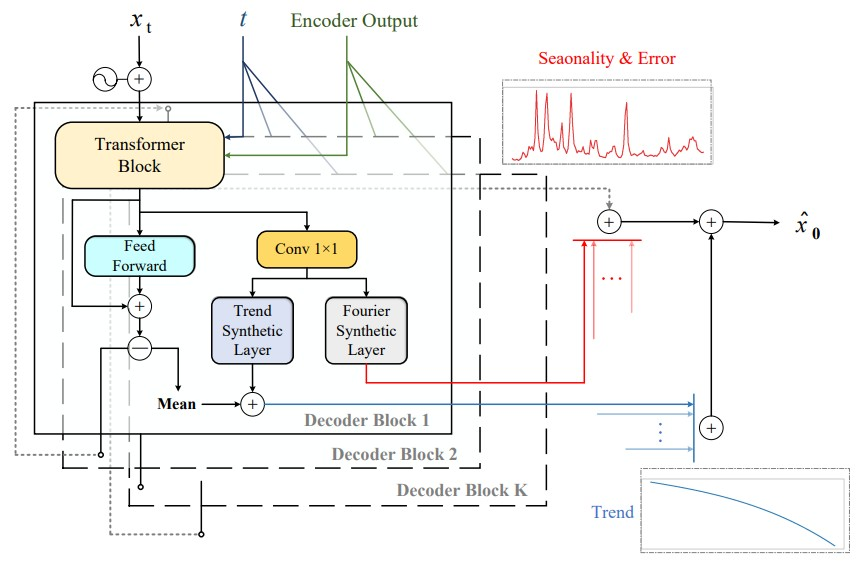 x t
t
Encoder Output
Seaonality & Error
Transformer
Block
x̂ 0
Feed
Forward
Conv 1×1
Trend
Synthetic
Layer
Fourier
Synthetic
Layer
Mean
Decoder Block 1
Decoder Block 2
Decoder Block K
Trend